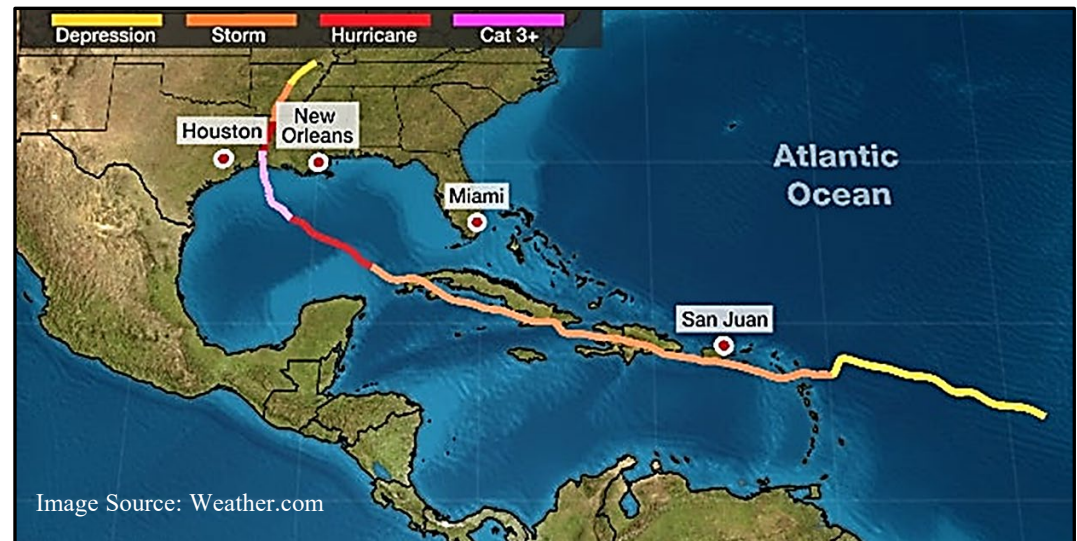 Depression Storm Hurricane Cat 3+
Houston
New
Orleans
Miami
Atlantic
Ocean
San Juan
Image Source: Weather.com